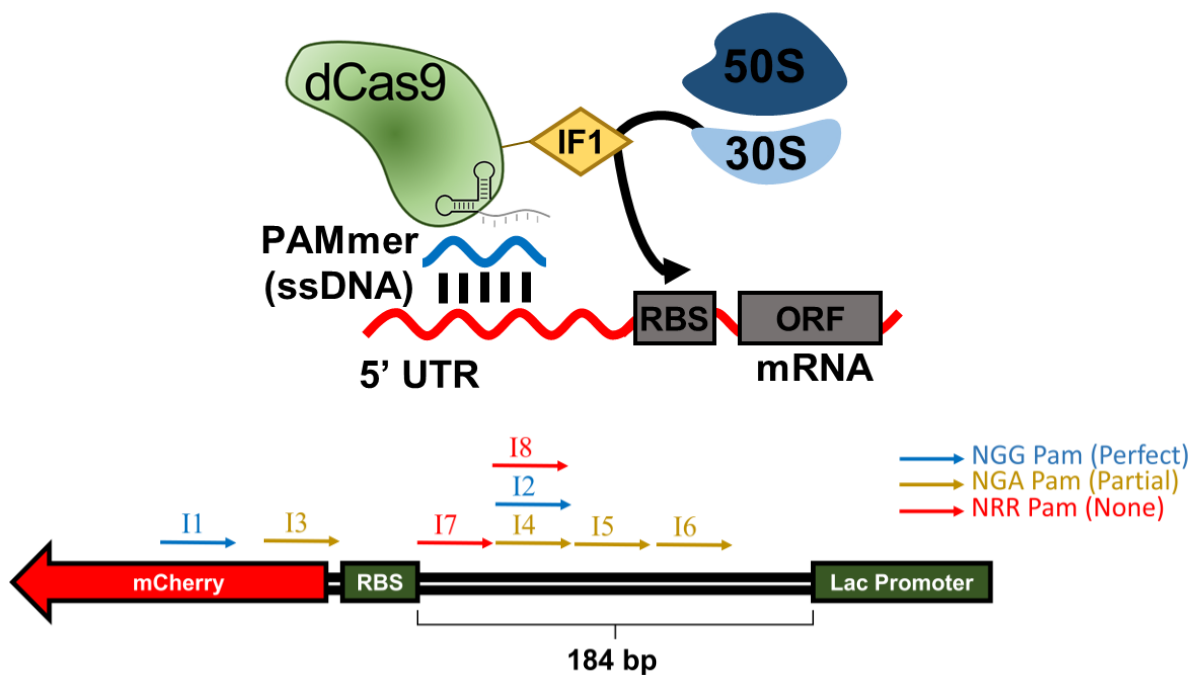 dCas9
50S
IF1
30S
PAMmer
(ssDNA)
RBS
ORF
5’ UTR
mRNA
I8
I2
I1
I3
I7
I4
I5
I6
NGG Pam (Perfect)
NGA Pam (Partial)
NRR Pam (None)
mCherry
RBS
Lac Promoter
184 bp